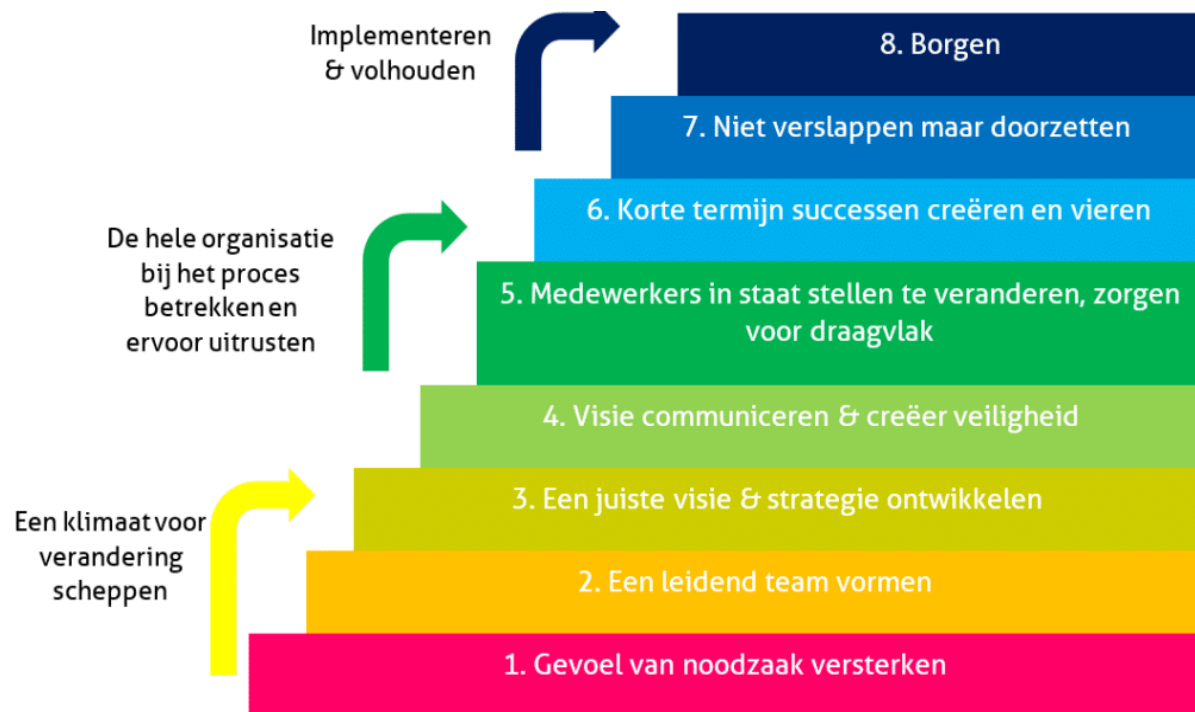 Implementeren
& volhouden
8. Borgen
7. Niet verslappen maar doorzetten
6. Korte termijn successen creëren en vieren
De hele organisatie
bij het proces
betrekken en
ervoor uitrusten
5. Medewerkers in staat stellen te veranderen, zorgen
voor draagvlak
4. Visie communiceren & creëer veiligheid
Een klimaat voor
verandering
scheppen
3. Een juiste visie & strategie ontwikkelen
2. Een leidend team vormen
1. Gevoel van noodzaak versterken